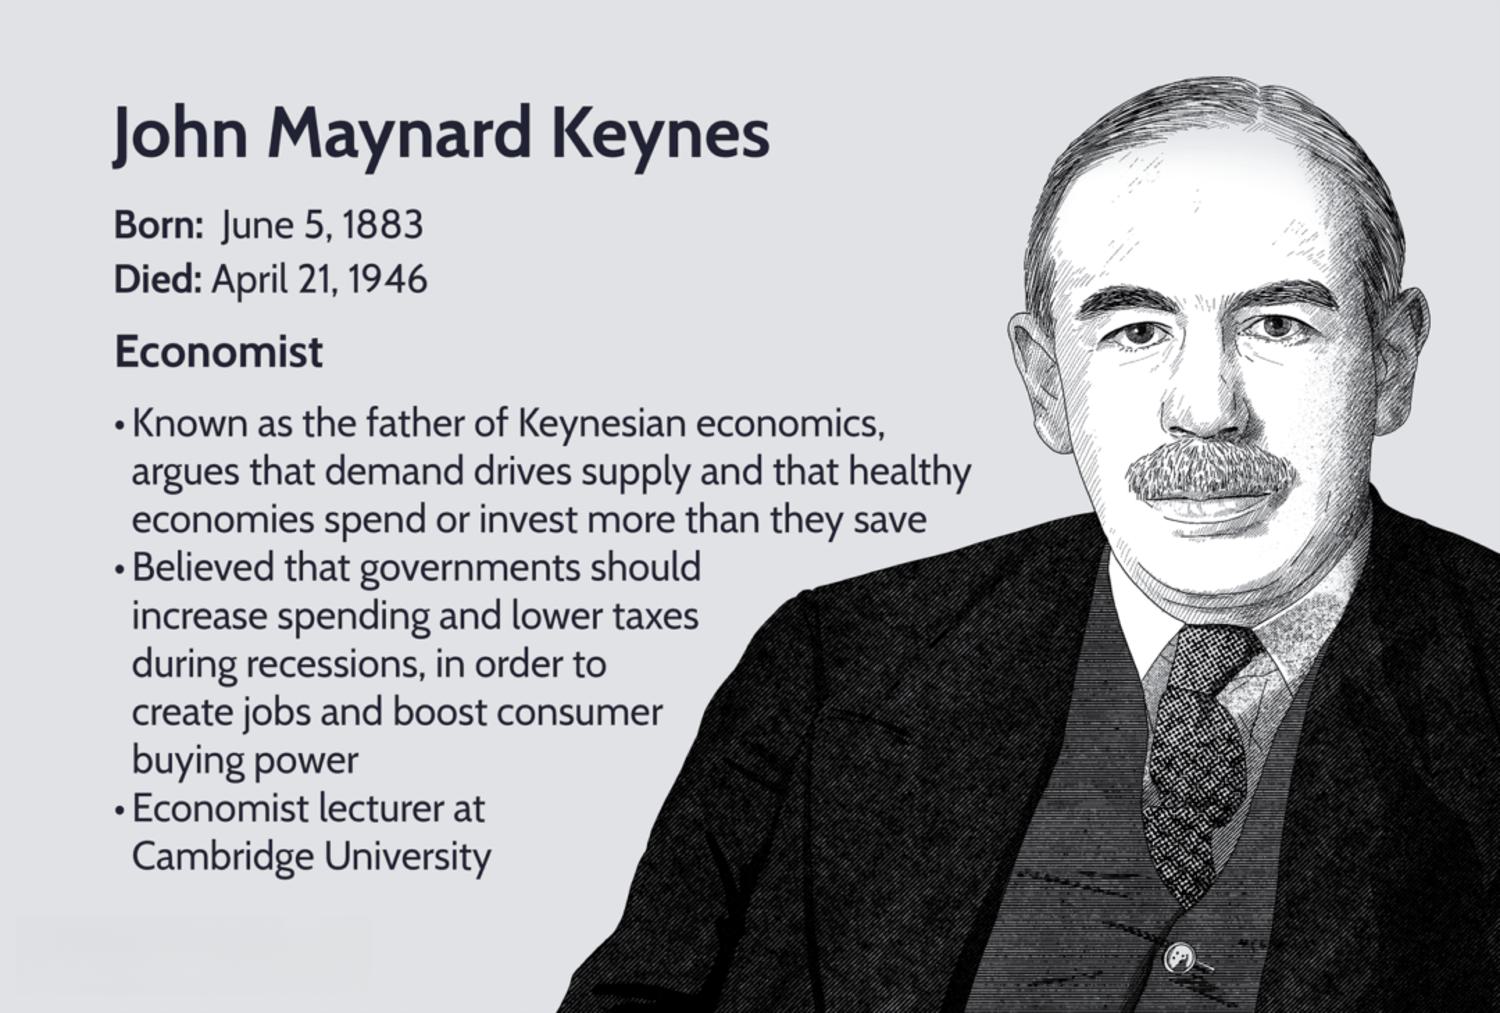 John Maynard Keynes
Born: June 5, 1883
Died: April 21, 1946
Economist
• Known as the father of Keynesian economics,
argues that demand drives supply and that healthy
economies spend or invest more than they save
• Believed that governments should
increase spending and lower taxes
during recessions, in order to
create jobs and boost consumer
buying power
• Economist lecturer at
Cambridge University